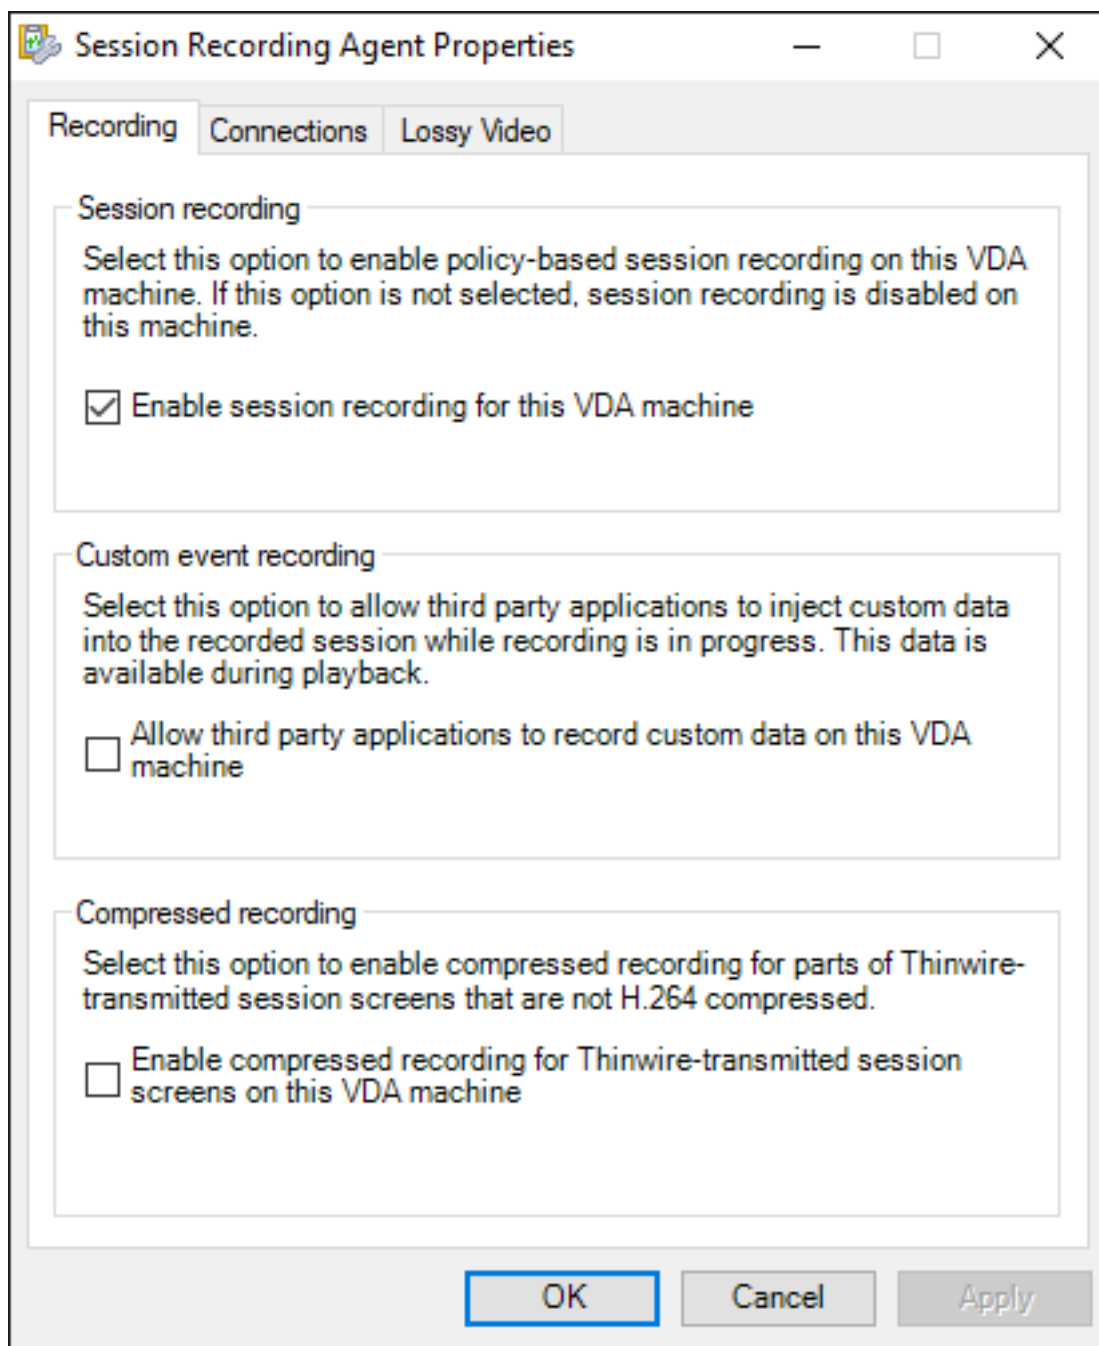 Session Recording Agent Properties
Recording
Connections
Lossy Video
Session recording
Select this option to enable policy-based session recording on this VDA
machine. If this option is not selected, session recording is disabled on
this machine.
Enable session recording for this VDA machine
Custom event recording
Select this option to allow third party applications to inject custom data
into the recorded session while recording is in progress. This data is
available during playback.
Allow third party applications to record custom data on this VDA
machine
Compressed recording
Select this option to enable compressed recording for parts of Thinwire-
transmitted session screens that are not H.264 compressed.
Enable compressed recording for Thinwire-transmitted session
screens on this VDA machine
OK
Cancel
Apply